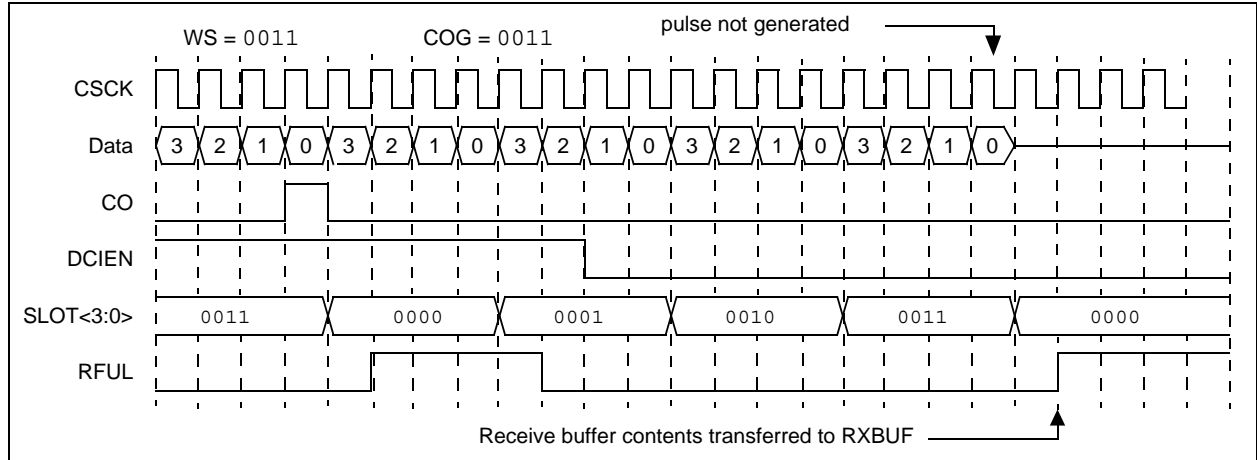 pulse not generated
WS = 0011 COG = 0011
CSCK
Data 3 2 1 0 3 2 1 0 3 2 1 0 3 2 1 0 3 2 1 0
CO
DCIEN
SLOT<3:0> 0011 0000 0001 0010 0011 0000
RFUL
Receive buffer contents transferred to RXBUF